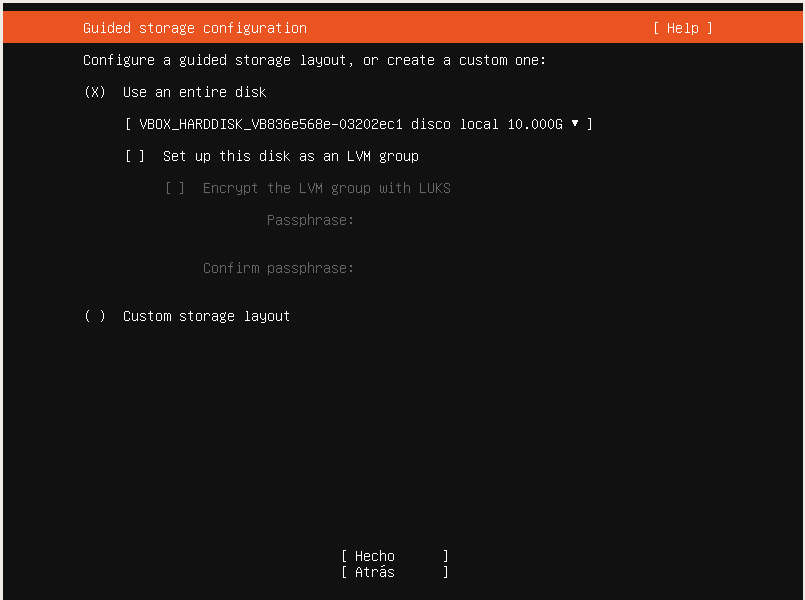 Guided storage configuration [ Help ]
Configure a guided storage layout, or create a custom one:
(X) Use an entire disk
[ VBOX_HARDDISK_VB836e568e-03202ec1 disco local 10.000G ▾ ]
[ ] Set up this disk as an LVM group
[ ] Encrypt the LVM group with LUKS
Passphrase:
Confirm passphrase:
( ) Custom storage layout
[ Hecho ]
[ Atrás ]